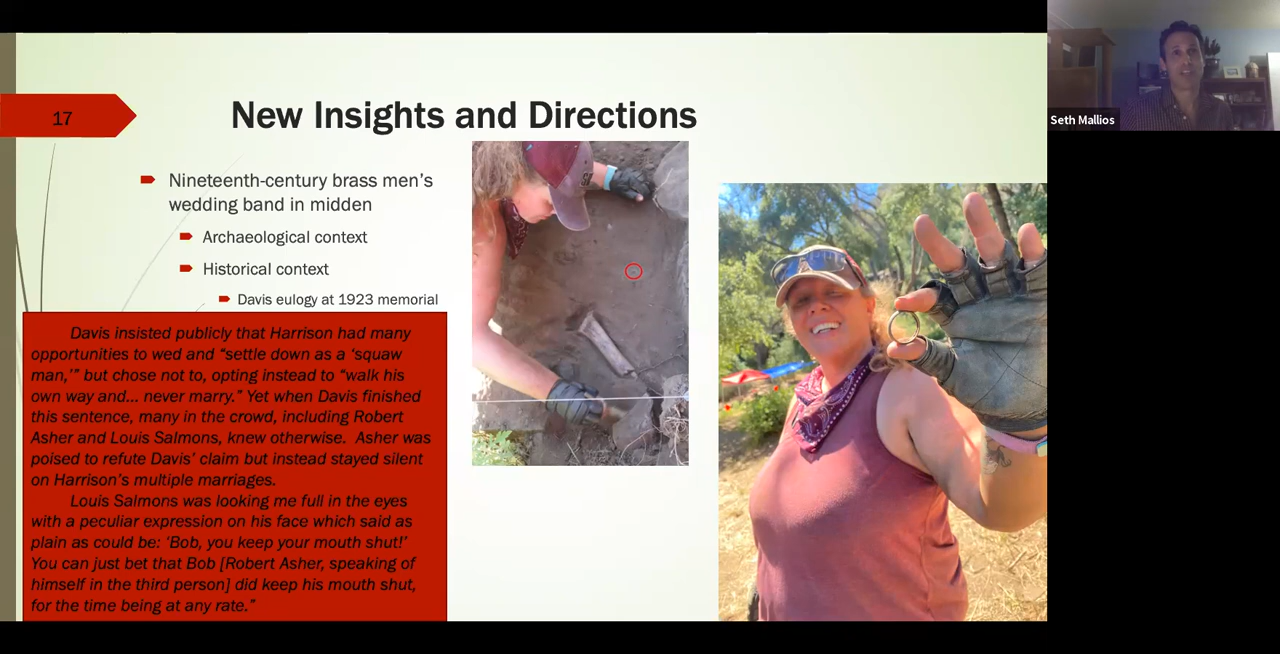 17
New Insights and Directions
Nineteenth-century brass men's
wedding band in midden
Archaeological context
Historical context
Davis eulogy at 1923 memorial
Davis insisted publicly that Harrison had many
opportunities to wed and “settle down as a ‘squaw
man,’” but chose not to, opting instead to “walk his
own way and... never marry.” Yet when Davis finished
this sentence, many in the crowd, including Robert
Asher and Louis Salmons, knew otherwise. Asher was
poised to refute Davis’ claim but instead stayed silent
on Harrison’s multiple marriages.
Louis Salmons was looking me full in the eyes
with a peculiar expression on his face which said as
plain as could be: ‘Bob, you keep your mouth shut!’
You can just bet that Bob [Robert Asher, speaking of
himself in the third person] did keep his mouth shut,
for the time being at any rate.”
Seth Mallios